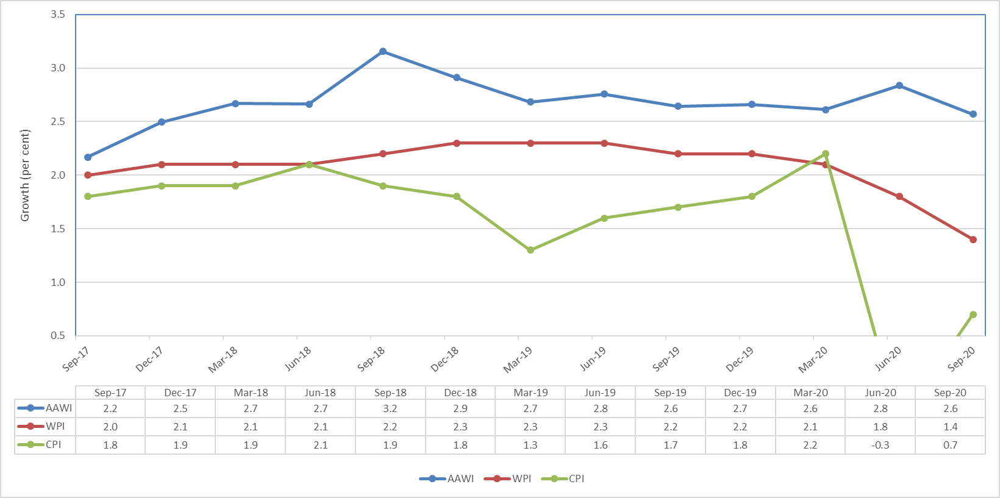 3.5
3.0
2.5
2.0
1.5
1.0
0.5
Growth (per cent)
Sep-17 Dec-17 Mar-18 Jun-18 Sep-18 Dec-18 Mar-19 Jun-19 Sep-19 Dec-19 Mar-20 Jun-20 Sep-20
Sep-17 Dec-17 Mar-18 Jun-18 Sep-18 Dec-18 Mar-19 Jun-19 Sep-19 Dec-19 Mar-20 Jun-20 Sep-20
AAWI 2.2 2.5 2.7 2.7 3.2 2.9 2.7 2.8 2.6 2.7 2.6 2.8 2.6
WPI 2.0 2.1 2.1 2.1 2.2 2.3 2.3 2.3 2.2 2.2 2.1 1.8 1.4
CPI 1.8 1.9 1.9 2.1 1.9 1.8 1.3 1.6 1.7 1.8 2.2 -0.3 0.7
AAWI WPI CPI